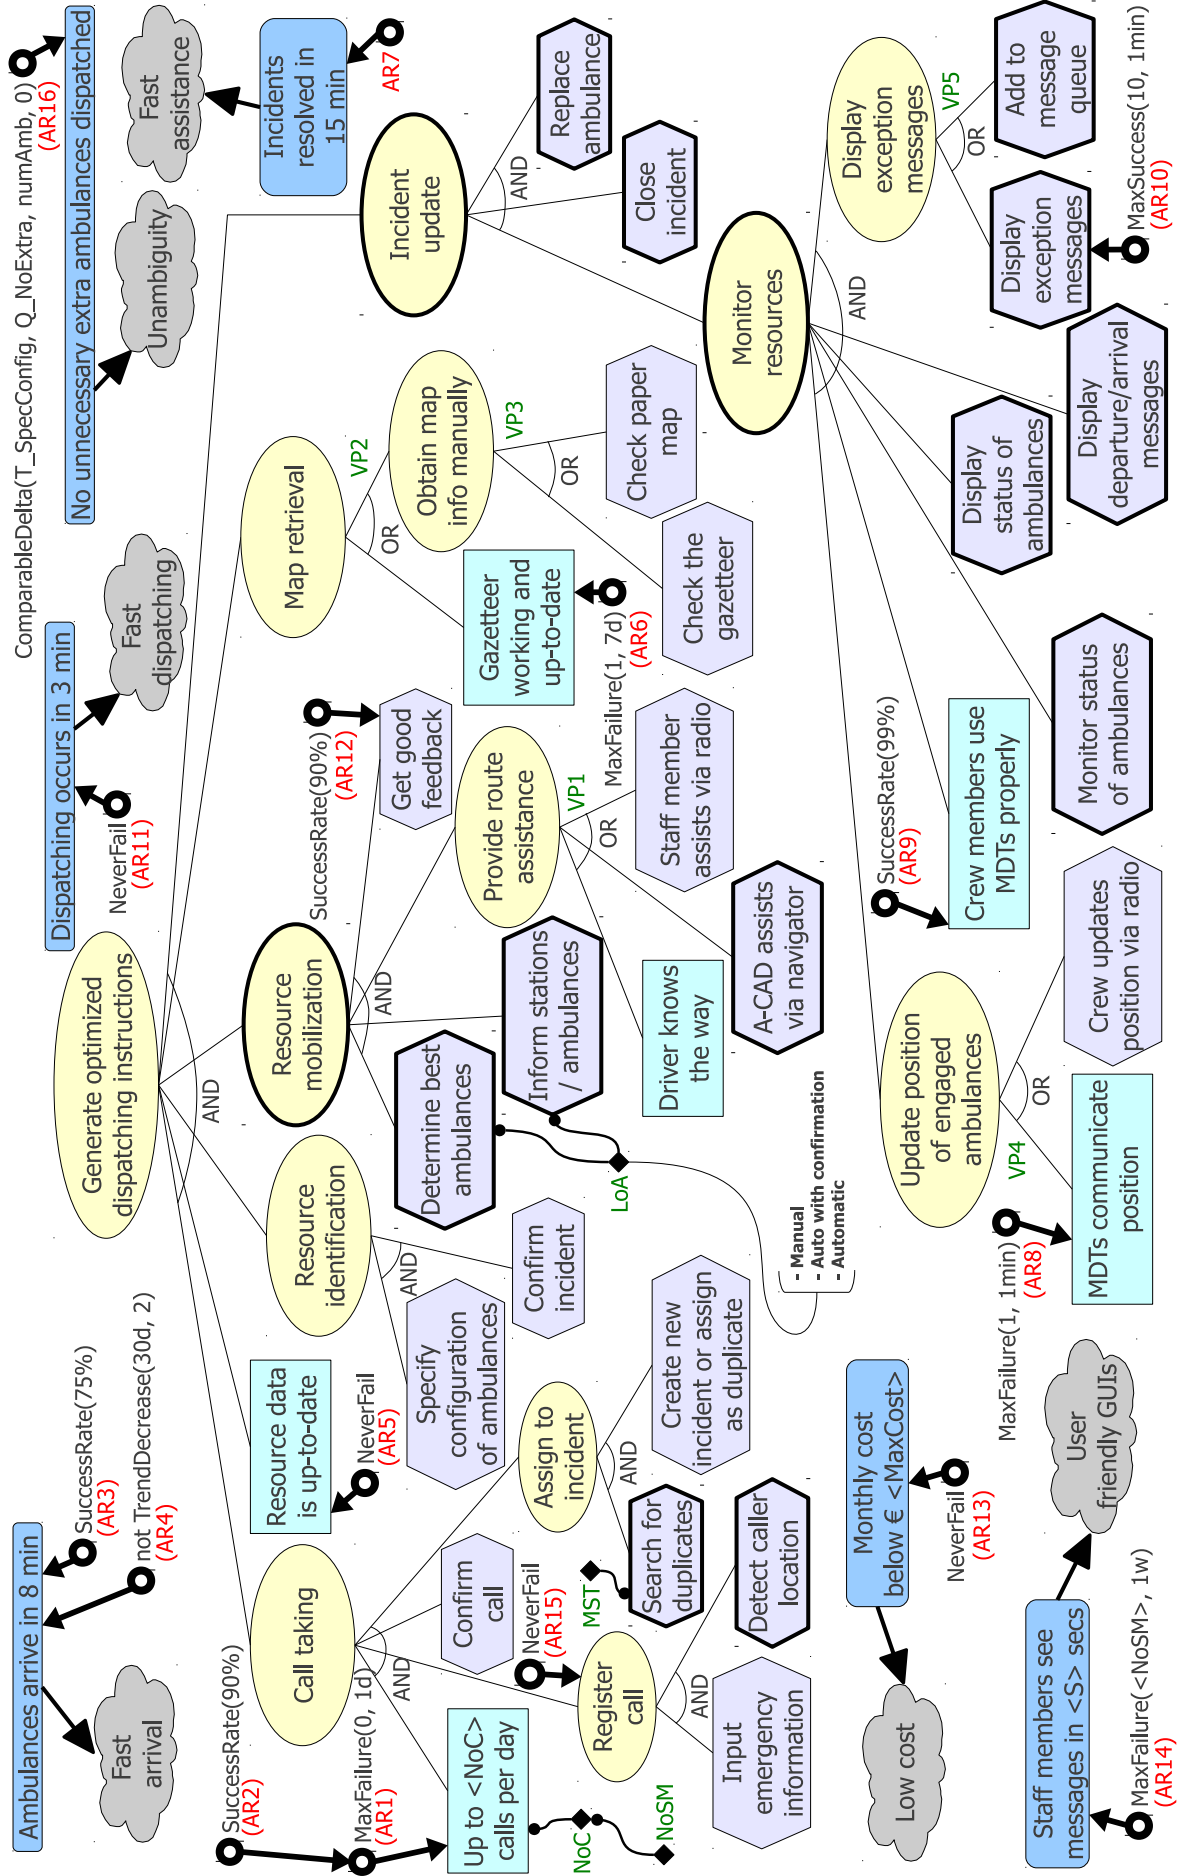 Ambulances arrive in 8 min
SuccessRate(75%)
(AR3)
not TrendDecrease(30d, 2)
(AR4)
Fast
arrival
Generate optimized
dispatching instructions
AND
Dispatching occurs in 3 min
NeverFail
(AR11)
Fast
dispatching
ComparableDelta(T_SpecConfig, Q_NoExtra, numAmb, 0)
(AR16)
No unnecessary extra ambulances dispatched
Unambiguity
Fast
assistance
Incidents
resolved in
15 min
AR7
SuccessRate(90%)
(AR2)
MaxFailure(0, 1d)
(AR1)
Up to <NoC>
calls per day
NoC
NoSM
Call taking
AND
Confirm
call
NeverFail
(AR15)
Register
call
AND
Input
emergency
information
Detect caller
location
Assign to
incident
AND
MST
Search for
duplicates
Create new
incident or assign
as duplicate
Resource data
is up-to-date
NeverFail
(AR5)
Resource
identification
AND
Specify
configuration
of ambulances
Confirm
incident
Resource
mobilization
AND
Determine best
ambulances
Inform stations
/ ambulances
LoA
- Manual
- Auto with confirmation
- Automatic
SuccessRate(90%)
(AR12)
Get good
feedback
Provide route
assistance
VP1
OR
Driver knows
the way
A-CAD assists
via navigator
Staff member
assists via radio
Map retrieval
VP2
OR
Gazetteer
working and
up-to-date
MaxFailure(1, 7d)
(AR6)
Obtain map
info manually
VP3
OR
Check the
gazetteer
Check paper
map
Incident
update
AND
Replace
ambulance
Close
incident
Monitor
resources
AND
Update position
of engaged
ambulances
VP4
OR
MDTs communicate
position
MaxFailure(1, 1min)
(AR8)
Crew updates
position via radio
SuccessRate(99%)
(AR9)
Crew members use
MDTs properly
Monitor status
of ambulances
Display
status of
ambulances
Display
departure/arrival
messages
Display
exception
messages
VP5
OR
Display
exception
messages
Add to
message
queue
MaxSuccess(10, 1min)
(AR10)
Low cost
Monthly cost
below € <MaxCost>
NeverFail
(AR13)
Staff members see
messages in <S> secs
MaxFailure(<NoSM>, 1w)
(AR14)
User
friendly GUIs